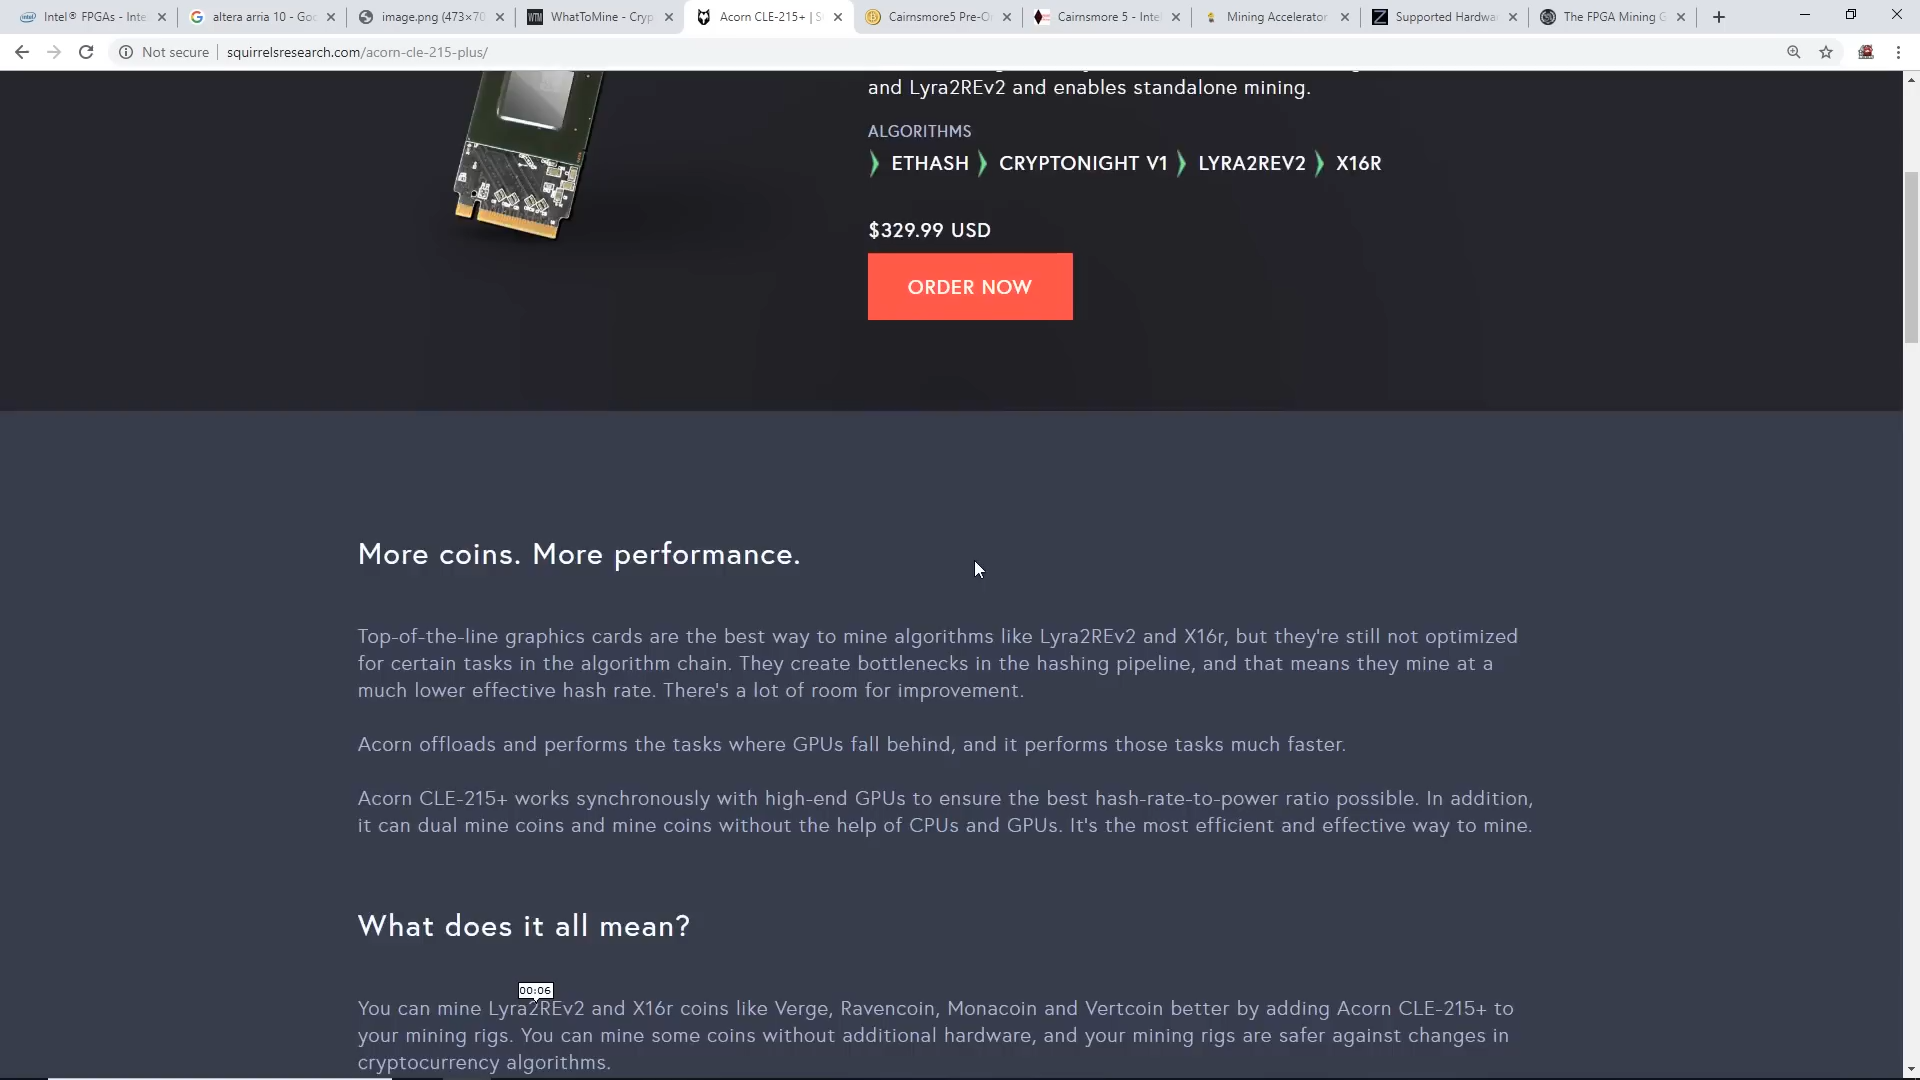 Intel® FPGAs - Inte
altera arria 10 - Goo
image.png (473×70
WhatToMine - Cryp
Acorn CLE-215+ | S
Cairnsmore5 Pre-O
Cairnsmore 5 - Inte
Mining Accelerator
Supported Hardwa
The FPGA Mining G
Not secure
squirrelsresearch.com/acorn-cle-215-plus/
and Lyra2REv2 and enables standalone mining.
ALGORITHMS
ETHASH CRYPTONIGHT V1 LYRA2REV2 X16R
$329.99 USD
ORDER NOW
More coins. More performance.
Top-of-the-line graphics cards are the best way to mine algorithms like Lyra2REv2 and X16r, but they're still not optimized
for certain tasks in the algorithm chain. They create bottlenecks in the hashing pipeline, and that means they mine at a
much lower effective hash rate. There's a lot of room for improvement.
Acorn offloads and performs the tasks where GPUs fall behind, and it performs those tasks much faster.
Acorn CLE-215+ works synchronously with high-end GPUs to ensure the best hash-rate-to-power ratio possible. In addition,
it can dual mine coins and mine coins without the help of CPUs and GPUs. It's the most efficient and effective way to mine.
What does it all mean?
00:06
You can mine Lyra2REv2 and X16r coins like Verge, Ravencoin, Monacoin and Vertcoin better by adding Acorn CLE-215+ to
your mining rigs. You can mine some coins without additional hardware, and your mining rigs are safer against changes in
cryptocurrency algorithms.